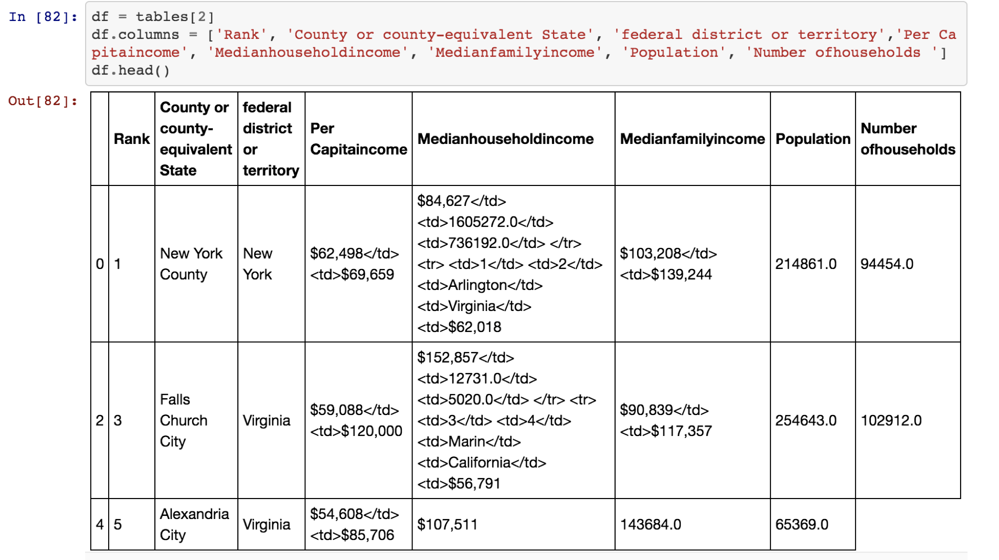 In [82]:
df = tables[2]
df.columns = ['Rank', 'County or county-equivalent State', 'federal district or territory','Per Ca
pitaincome', 'Medianhouseholdincome', 'Medianfamilyincome', 'Population', 'Number ofhouseholds ']
df.head()
Out[82]:
Rank
County or
county-
equivalent
State
federal
district
or
territory
Per
Capitaincome
Medianhouseholdincome
Medianfamilyincome
Population
Number
ofhouseholds
0
1
New York
County
New
York
$62,498</td>
<td>$69,659
$84,627</td>
<td>1605272.0</td>
<td>736192.0</td> </tr>
<tr> <td>1</td> <td>2</td>
<td>Arlington</td>
<td>Virginia</td>
<td>$62,018
$103,208</td>
<td>$139,244
214861.0
94454.0
2
3
Falls
Church
City
Virginia
$59,088</td>
<td>$120,000
$152,857</td>
<td>12731.0</td>
<td>5020.0</td> </tr> <tr>
<td>3</td> <td>4</td>
<td>Marin</td>
<td>California</td>
<td>$56,791
$90,839</td>
<td>$117,357
254643.0
102912.0
4
5
Alexandria
City
Virginia
$54,608</td>
<td>$85,706
$107,511
143684.0
65369.0